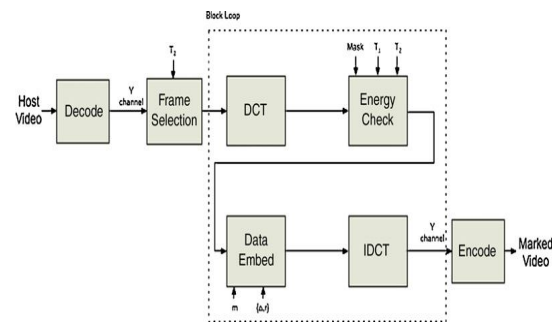 Block Loop
Host
Video
Decode
Y
channel
Frame
Selection
DCT
Mask
T1
T2
Energy
Check
Data
Embed
m
IDCT
Y
channel
Encode
Marked
Video